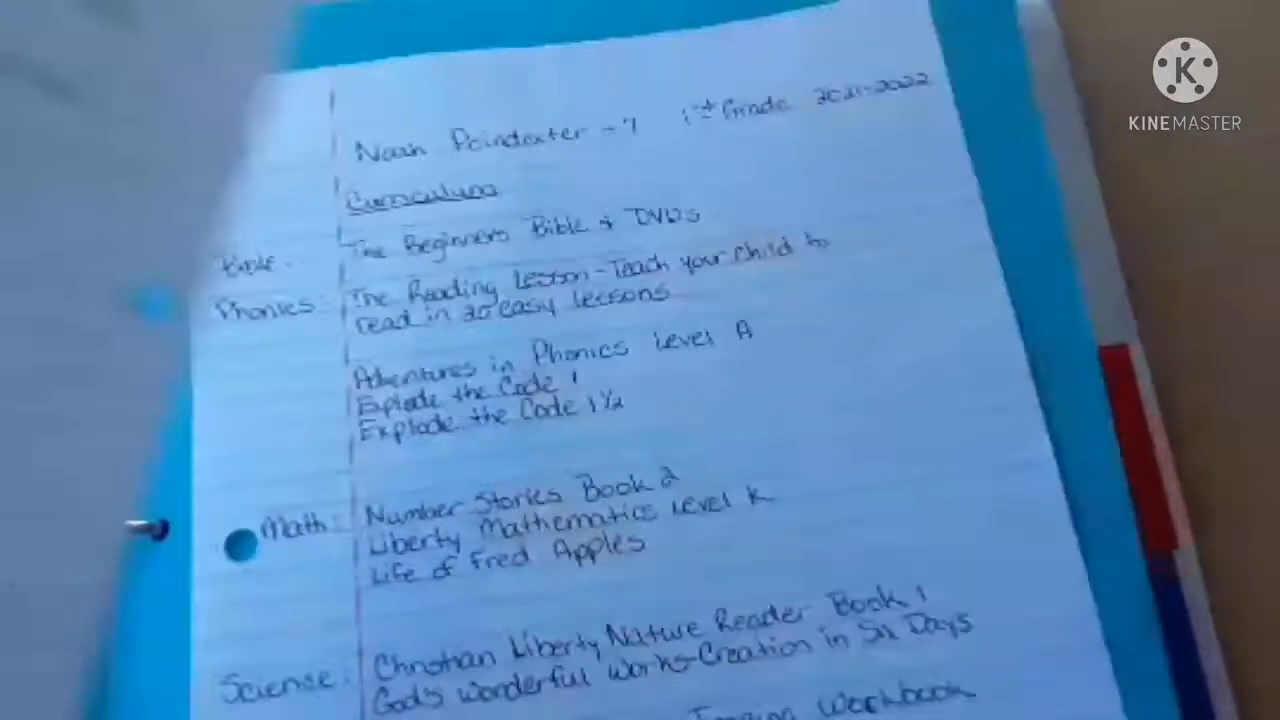 KINEMASTER
Noah Poindexter - 7 1st Grade 2021-2022
Curriculum
Bible: The Beginners Bible & DVDs
Phonics: The Reading Lesson - Teach your child to
read in 20 easy lessons
Adventures in Phonics Level A
Explode the Code 1
Explode the Code 1 1/2
Math: Number Stories Book 2
Liberty Mathematics Level K
Life of Fred Apples
Science: Christian Liberty Nature Reader Book 1
God's Wonderful Works-Creation in Six Days
Workbook